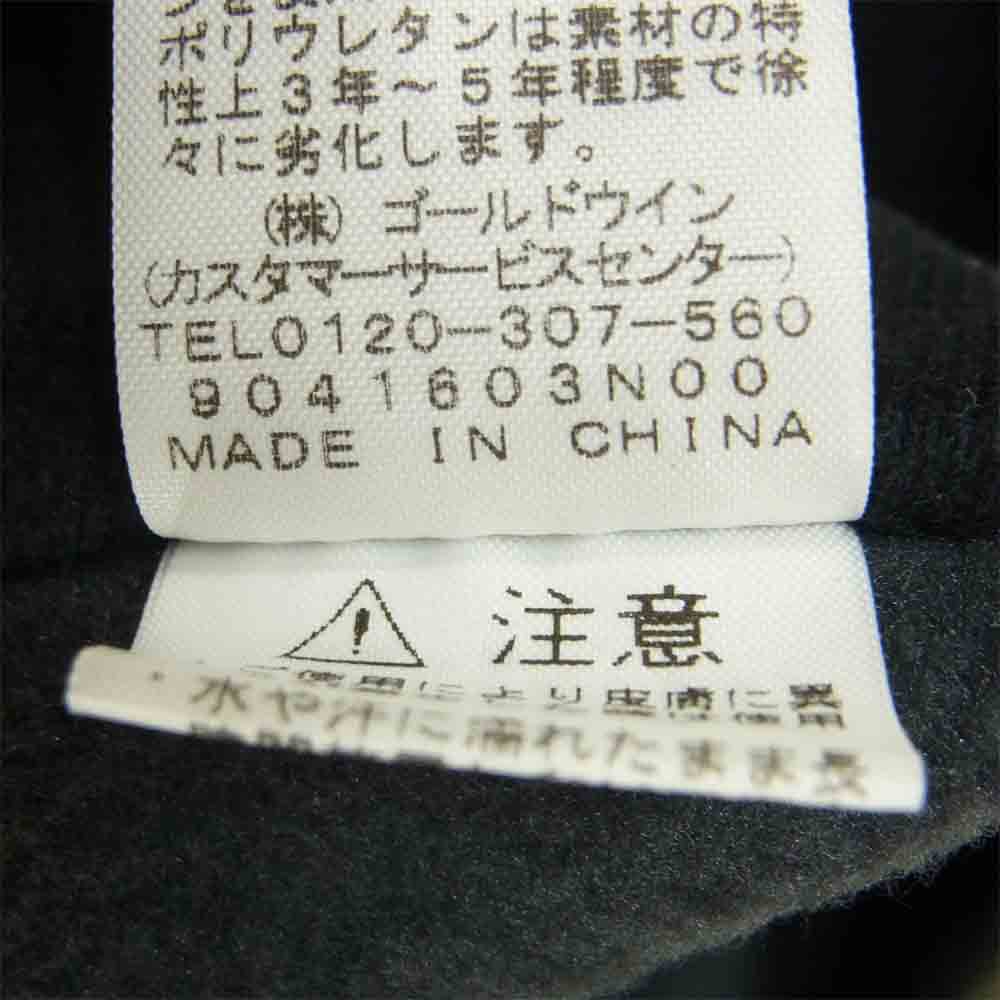 ポリウレタンは素材の特
性上3年～5年程度で徐
々に劣化します。
(株) ゴールドウイン
(カスタマーサービスセンター)
TEL0120-307-560
9041603N00
MADE IN CHINA
注意
・水や汗に濡れたまま長